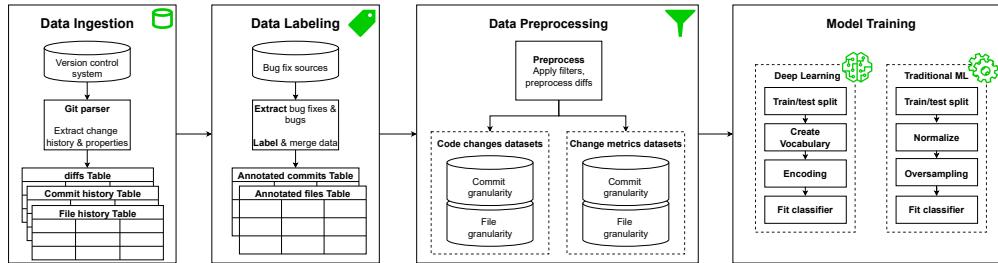 Data Ingestion
Version control
system
Git parser
Extract change
history & properties
diffs Table
Commit history Table
File history Table
Data Labeling
Bug fix sources
Extract bug fixes &
bugs
Label & merge data
Annotated commits Table
Annotated files Table
Data Preprocessing
Preprocess
Apply filters,
preprocess diffs
Code changes datasets
Commit
granularity
File
granularity
Change metrics datasets
Commit
granularity
File
granularity
Model Training
Deep Learning
Train/test split
Create
Vocabulary
Encoding
Fit classifier
Traditional ML
Train/test split
Normalize
Oversampling
Fit classifier